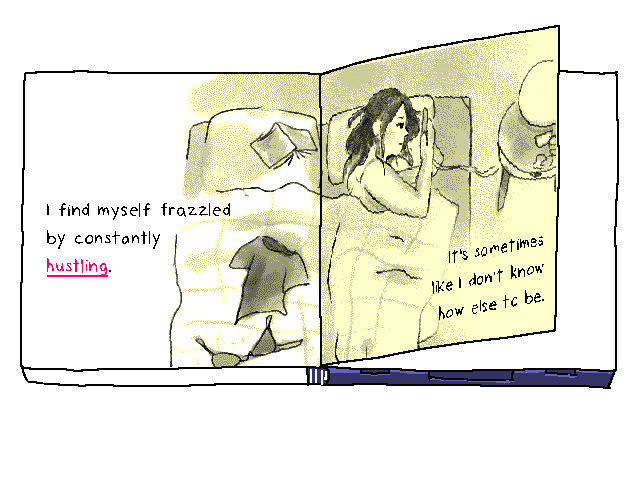 I find myself frazzled
by constantly
hustling.
It's sometimes
like I don't know
how else to be.